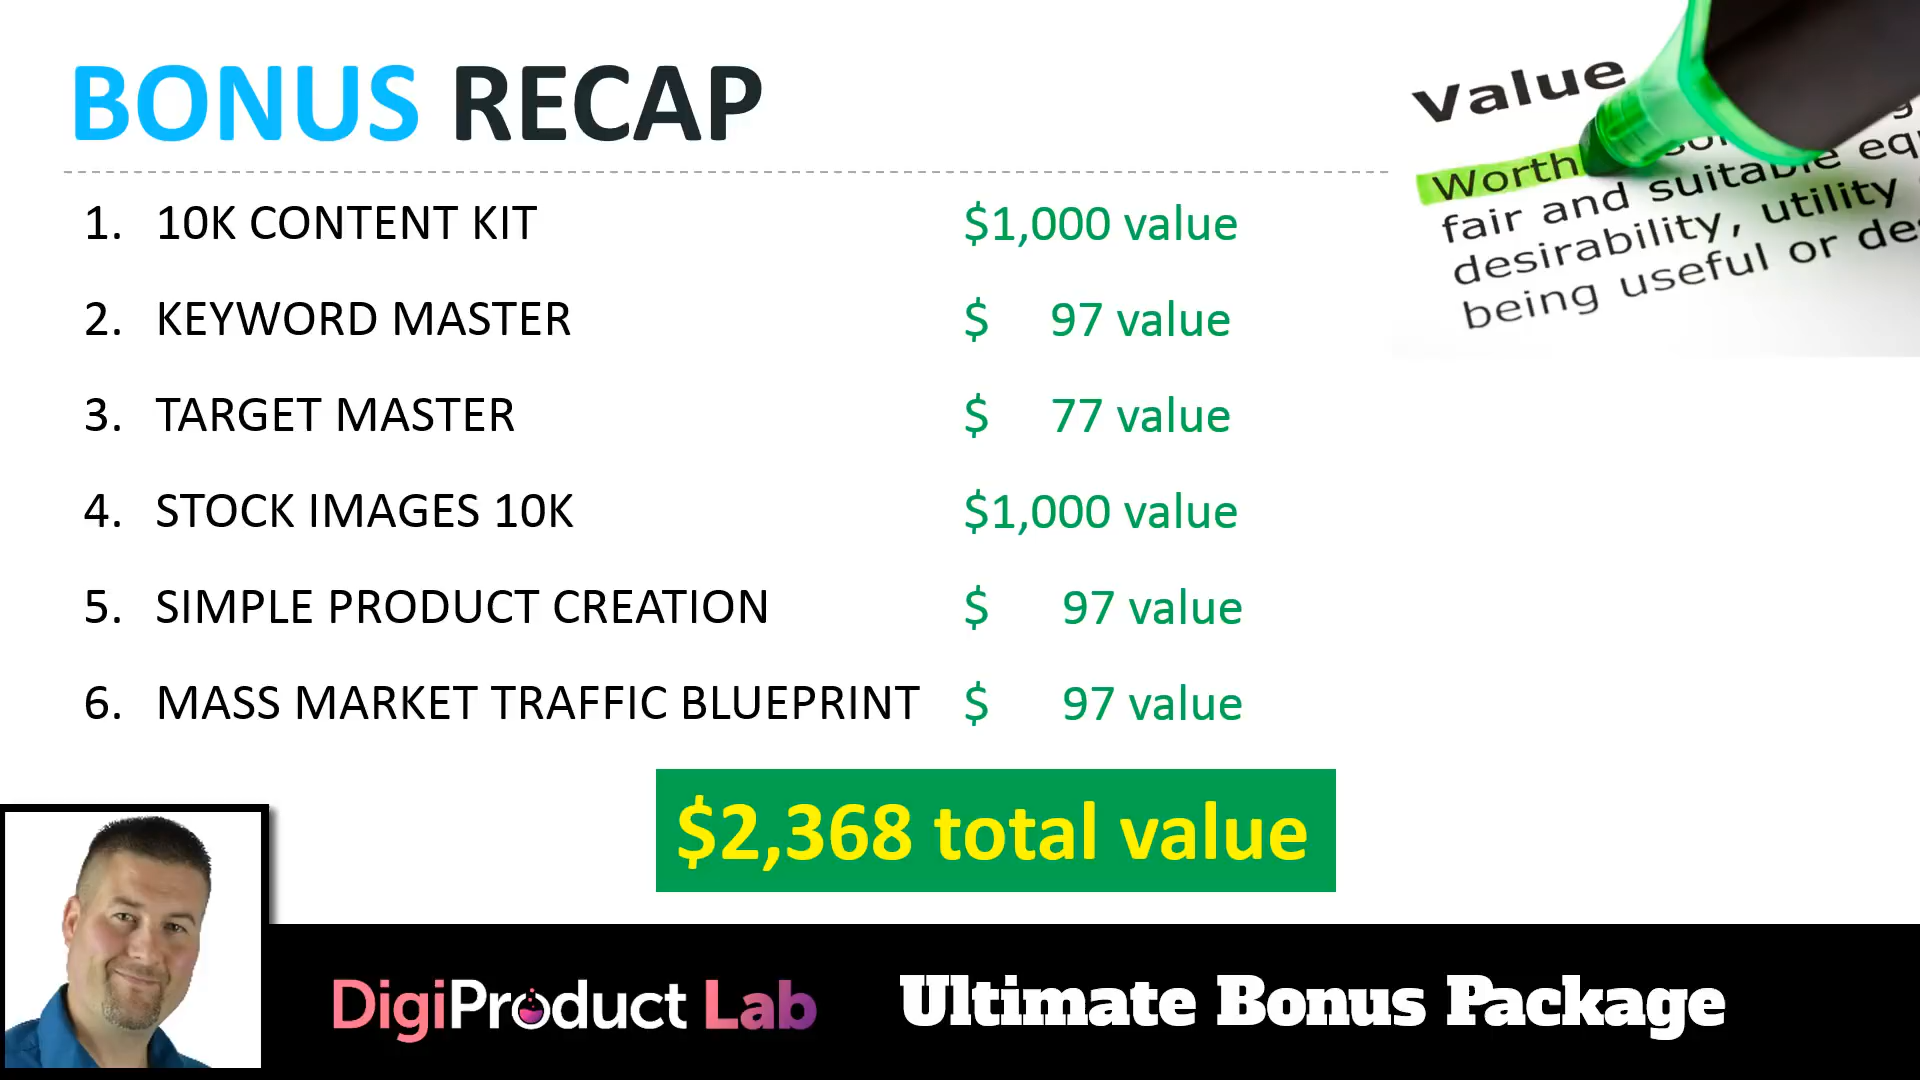 BONUS RECAP
1. 10K CONTENT KIT $1,000 value
2. KEYWORD MASTER $ 97 value
3. TARGET MASTER $ 77 value
4. STOCK IMAGES 10K $1,000 value
5. SIMPLE PRODUCT CREATION $ 97 value
6. MASS MARKET TRAFFIC BLUEPRINT $ 97 value
$2,368 total value
Value
Worth
fair and suitable
desirability, utility
being useful or
DigiProduct Lab Ultimate Bonus Package